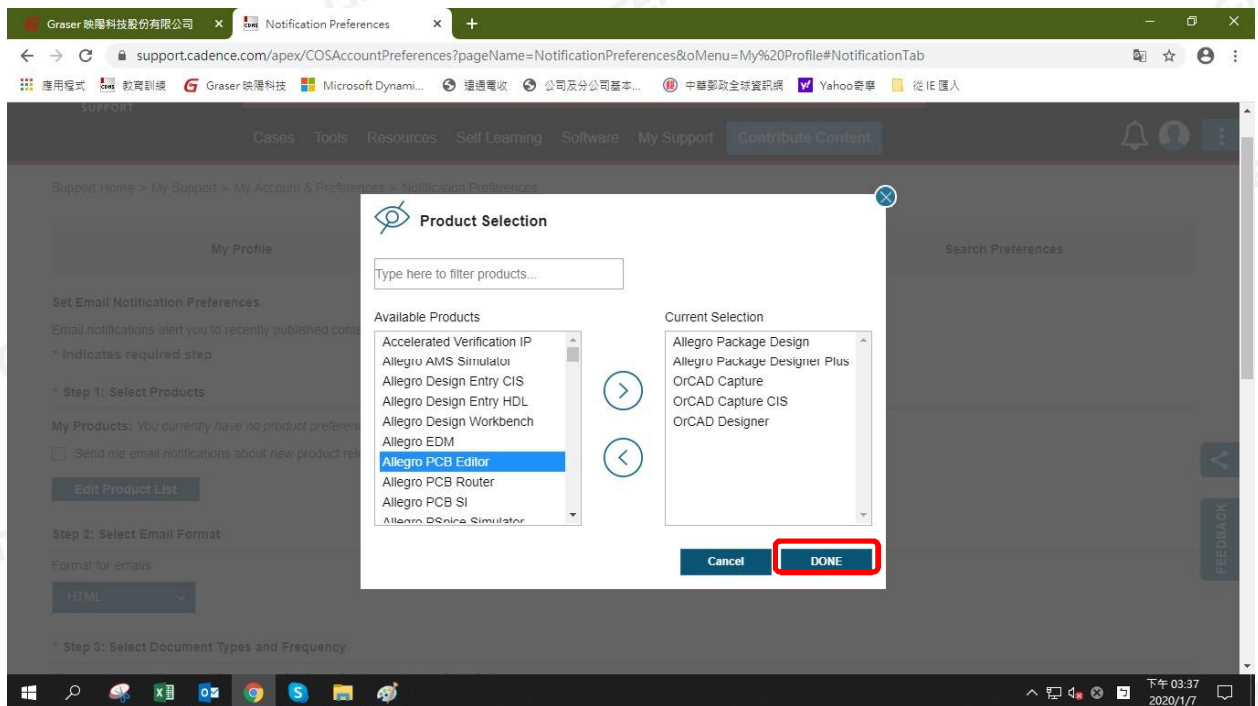 Graser 映陽科技股份有限公司
Notification Preferences
support.cadence.com/apex/COSAccountPreferences?pageName=NotificationPreferences&oMenu=My%20Profile#NotificationTab
應用程式 教育訓練 Graser 映陽科技 Microsoft Dynami... 遠通電收 公司及分公司基本... 中華郵政全球資訊網 Yahoo奇摩 從 IE 匯入
SUPPORT
Cases Tools Resources Self Learning Software My Support Contribute Content
Support Home > My Support > My Account & Preferences > Notification Preferences
My Profile Search Preferences
Set Email Notification Preferences
Email notifications alert you to recently published conte
* Indicates required step
* Step 1: Select Products
My Products: You currently have no product preferen
Send me email notifications about new product rel
Edit Product List
Step 2: Select Email Format
Format for emails
HTML
* Step 3: Select Document Types and Frequency
Product Selection
Type here to filter products...
Available Products
Accelerated Verification IP
Allegro AMS Simulator
Allegro Design Entry CIS
Allegro Design Entry HDL
Allegro Design Workbench
Allegro EDM
Allegro PCB Editor
Allegro PCB Router
Allegro PCB SI
Allegro PSpice Simulator
Current Selection
Allegro Package Design
Allegro Package Designer Plus
OrCAD Capture
OrCAD Capture CIS
OrCAD Designer
Cancel DONE
FEEDBACK
下午 03:37
2020/1/7